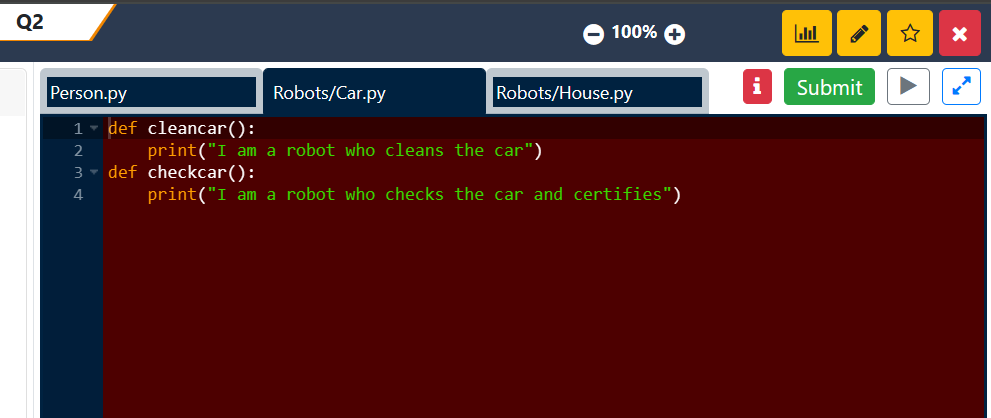 Q2
100%
Person.py Robots/Car.py Robots/House.py
Submit
1 def cleancar():
2     print("I am a robot who cleans the car")
3 def checkcar():
4     print("I am a robot who checks the car and certifies")